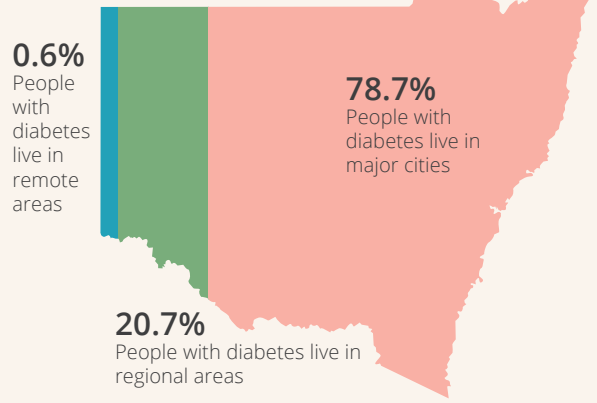 0.6%
People
with
diabetes
live in
remote
areas
78.7%
People with
diabetes live in
major cities
20.7%
People with diabetes live in
regional areas